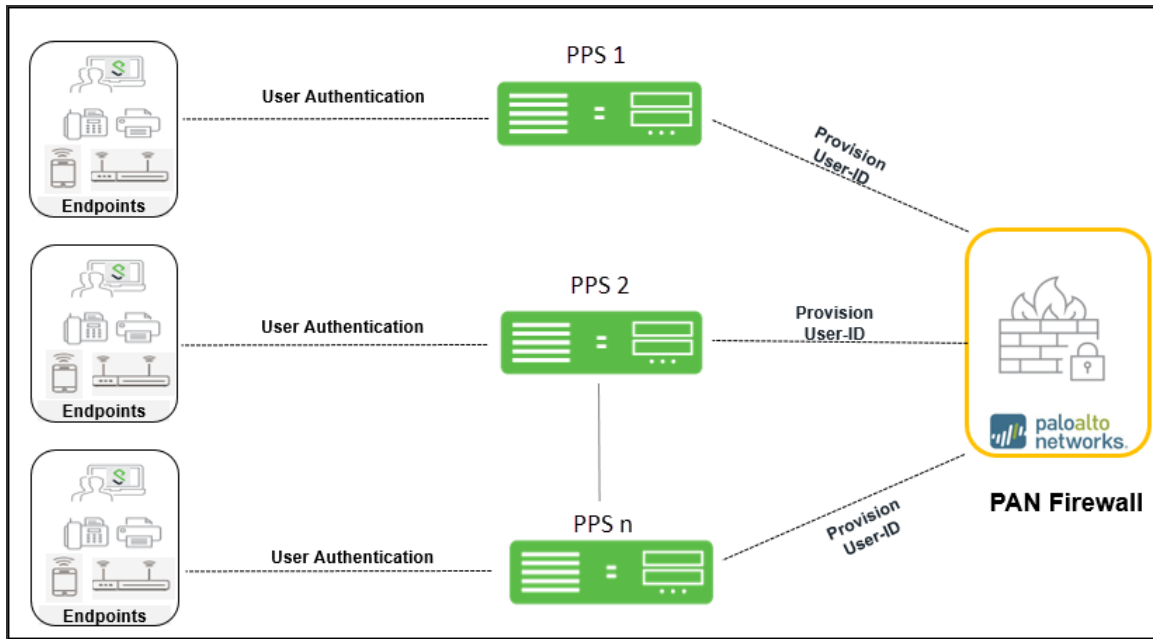 PPS 1
User Authentication
Provision
User-ID
Endpoints
PPS 2
User Authentication
Provision
User-ID
Endpoints
paloalto
networks.
PAN Firewall
PPS n
User Authentication
Provision
User-ID
Endpoints